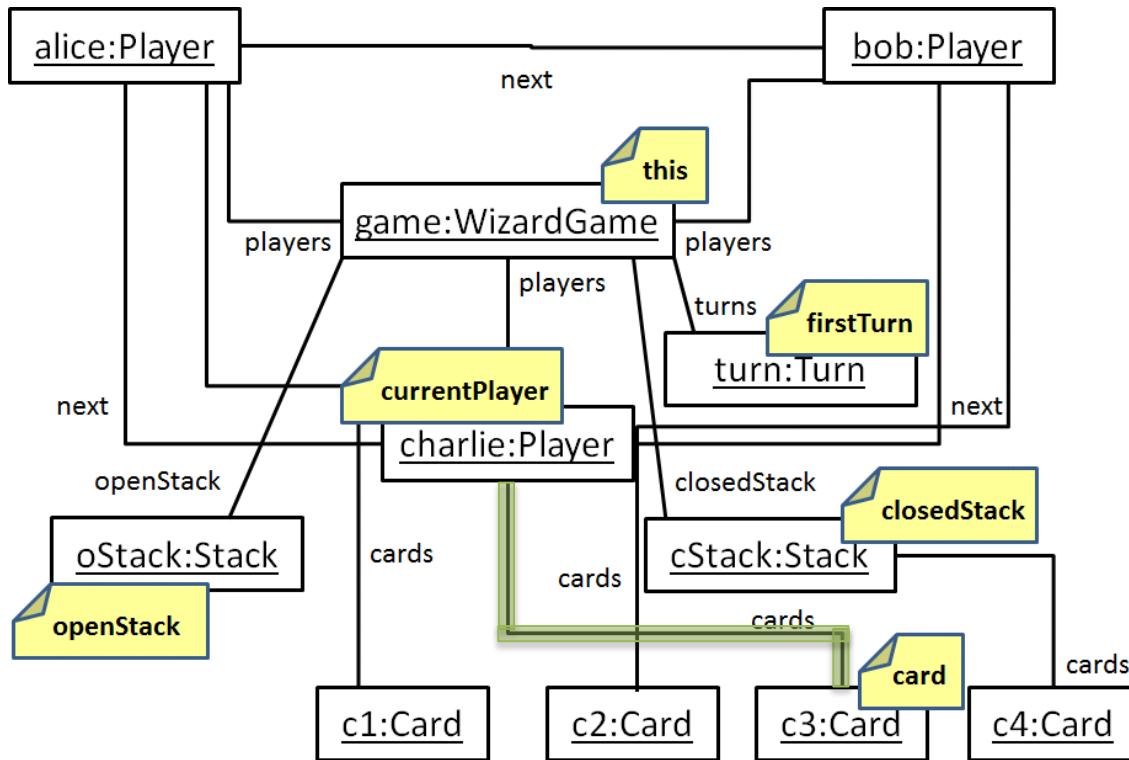 alice:Player
bob:Player
next
this
game:WizardGame
players
players
players
turns
firstTurn
turn:Turn
currentPlayer
next
next
charlie:Player
openStack
closedStack
closedStack
oStack:Stack
cards
cStack:Stack
cards
openStack
cards
cards
card
c1:Card
c2:Card
c3:Card
c4:Card